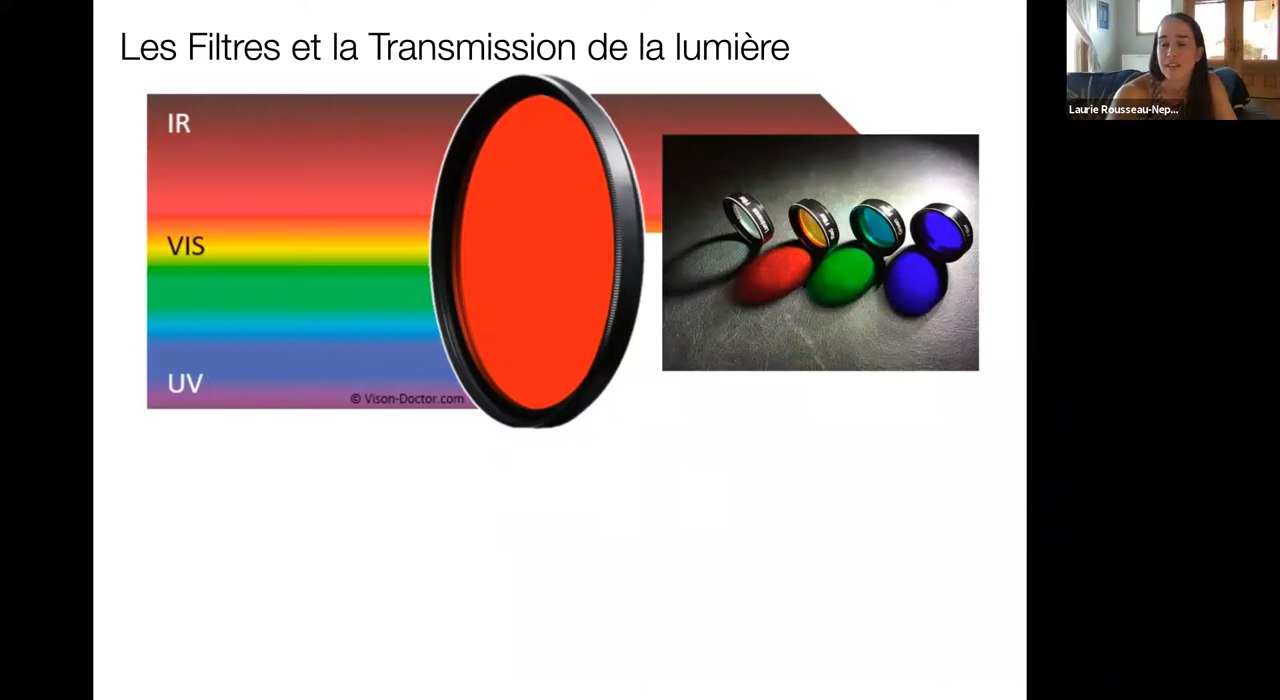 Les Filtres et la Transmission de la lumière
IR
VIS
UV
© Vison-Doctor.com
Laurie Rousseau-Nep...